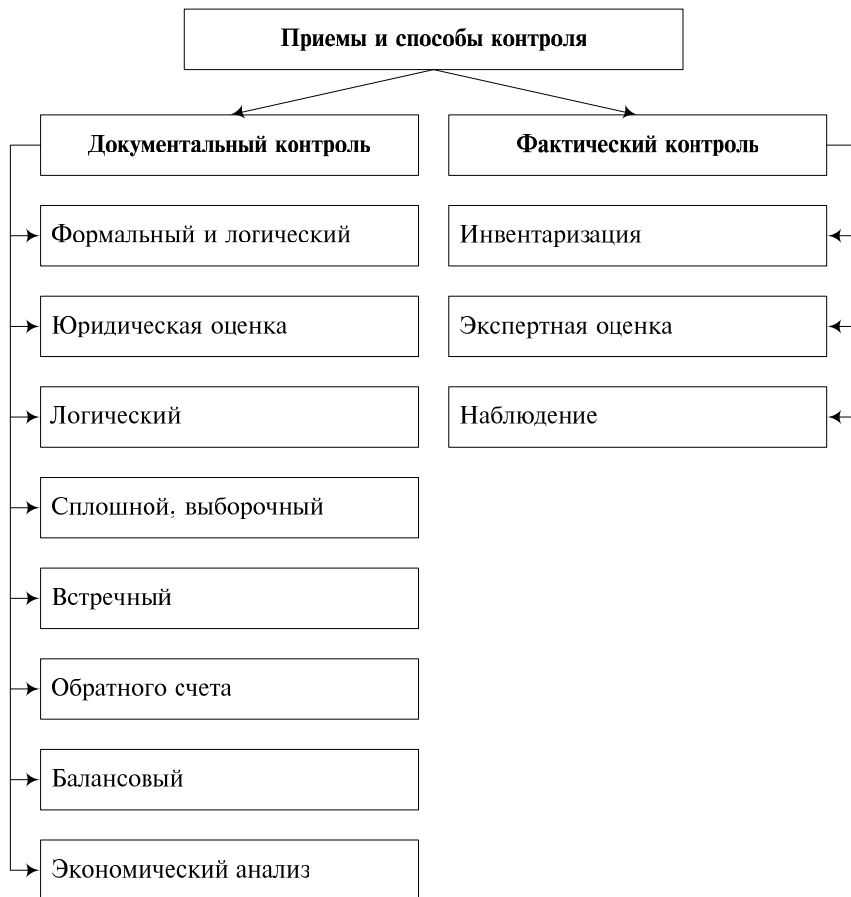 Приемы и способы контроля
Документальный контроль
Фактический контроль
Формальный и логический
Инвентаризация
Юридическая оценка
Экспертная оценка
Логический
Наблюдение
Сплошной, выборочный
Встречный
Обратного счета
Балансовый
Экономический анализ